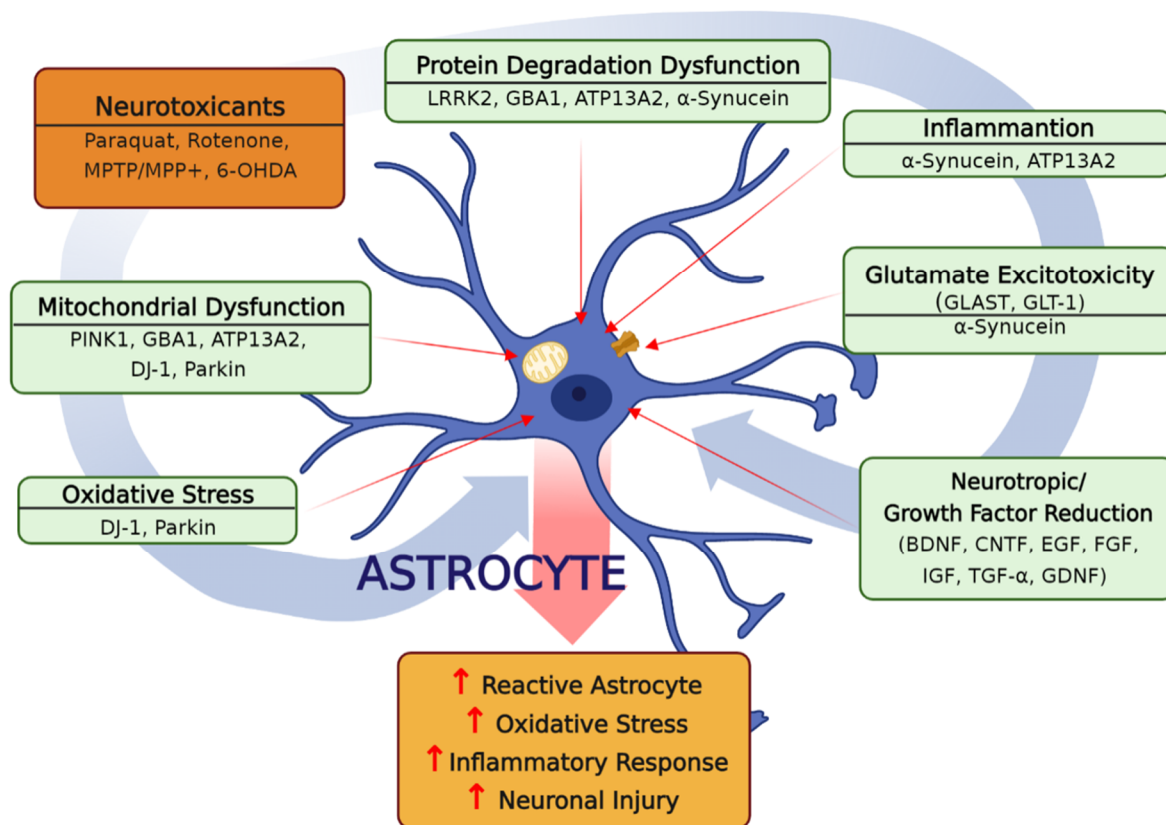 Neurotoxicants
Paraquat, Rotenone,
MPTP/MPP+, 6-OHDA
Protein Degradation Dysfunction
LRRK2, GBA1, ATP13A2, α-Synucein
Inflammantion
α-Synucein, ATP13A2
Mitochondrial Dysfunction
PINK1, GBA1, ATP13A2,
DJ-1, Parkin
Glutamate Excitotoxicity
(GLAST, GLT-1)
α-Synucein
Oxidative Stress
DJ-1, Parkin
Neurotropic/
Growth Factor Reduction
(BDNF, CNTF, EGF, FGF,
IGF, TGF-α, GDNF)
ASTROCYTE
↑ Reactive Astrocyte
↑ Oxidative Stress
↑ Inflammatory Response
↑ Neuronal Injury